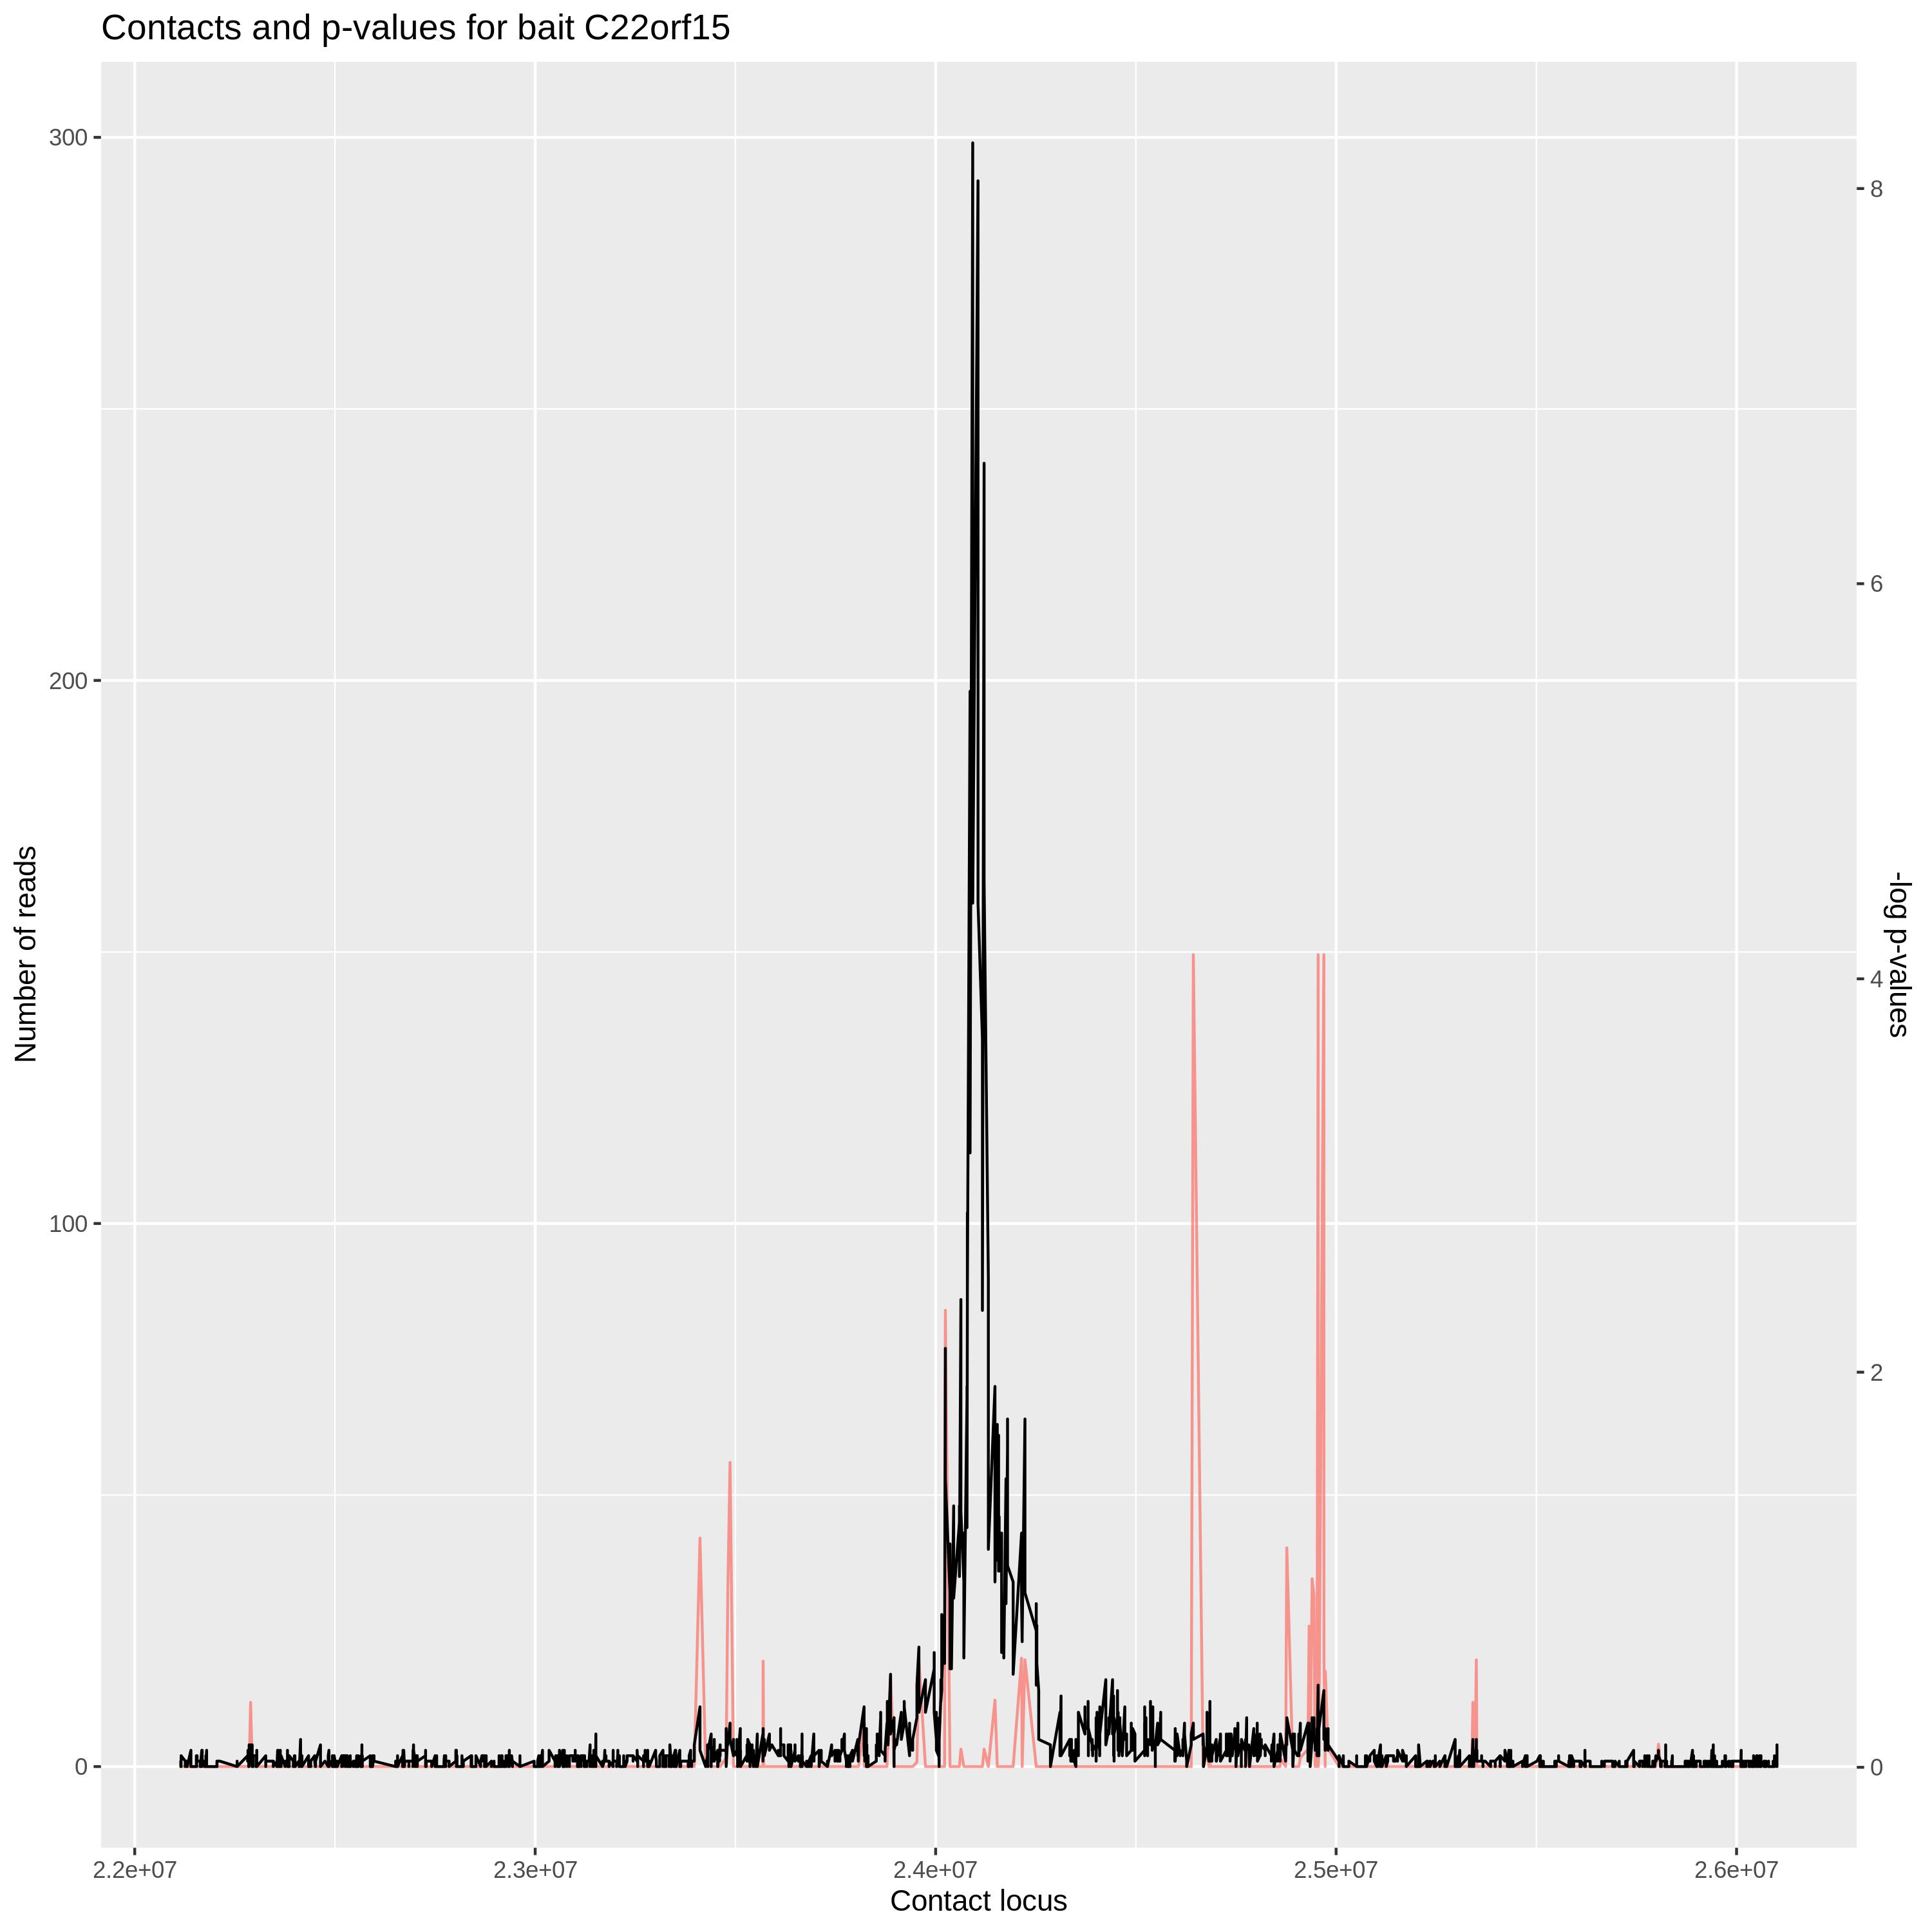 Contacts and p-values for bait C22orf15
300
200
100
0
Number of reads
8
6
4
2
0
-log p-values
2.2e+07
2.3e+07
2.4e+07
2.5e+07
2.6e+07
Contact locus